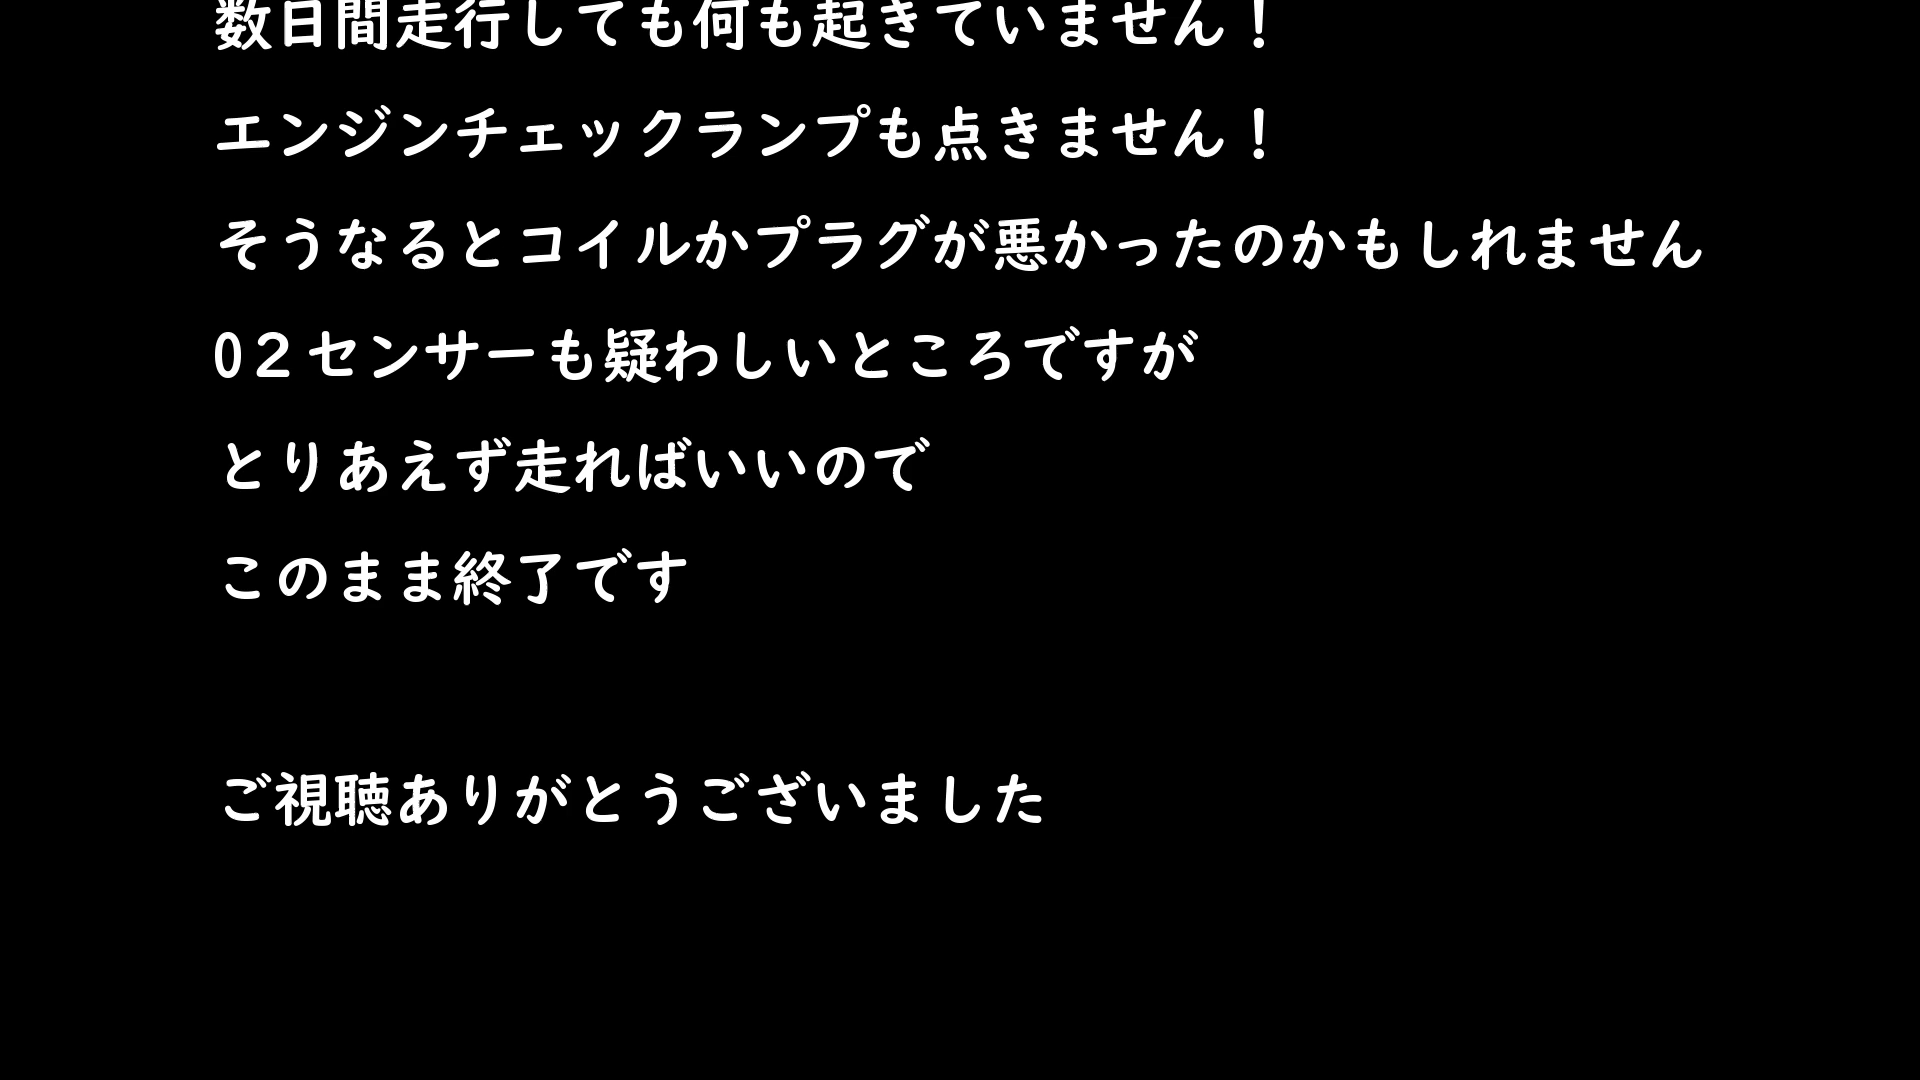 数日間走行しても何も起きていません！
エンジンチェックランプも点きません！
そうなるとコイルかプラグが悪かったのかもしれません
0２センサーも疑わしいところですが
とりあえず走ればいいので
このまま終了です
ご視聴ありがとうございました